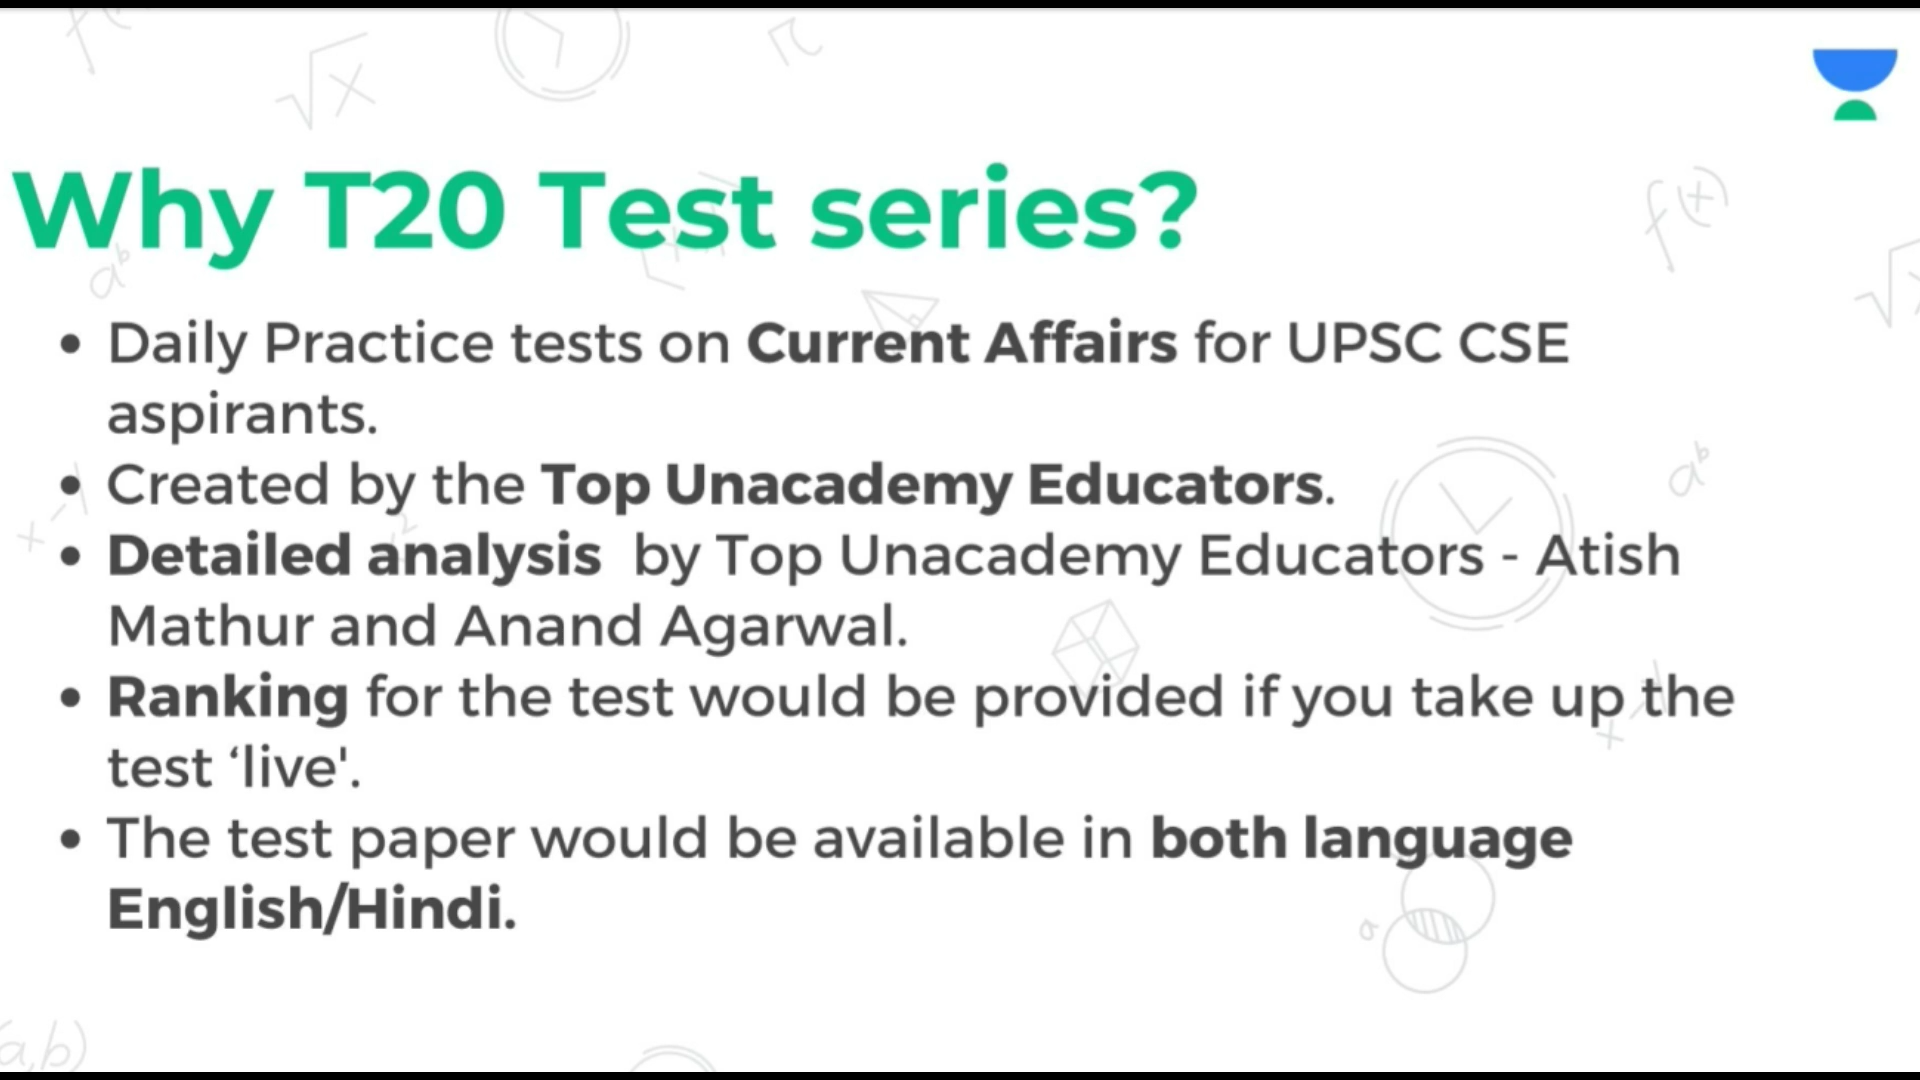 Why T20 Test series?
• Daily Practice tests on Current Affairs for UPSC CSE
aspirants.
• Created by the Top Unacademy Educators.
• Detailed analysis  by Top Unacademy Educators - Atish
Mathur and Anand Agarwal.
• Ranking for the test would be provided if you take up the
test ‘live'.
• The test paper would be available in both language
English/Hindi.